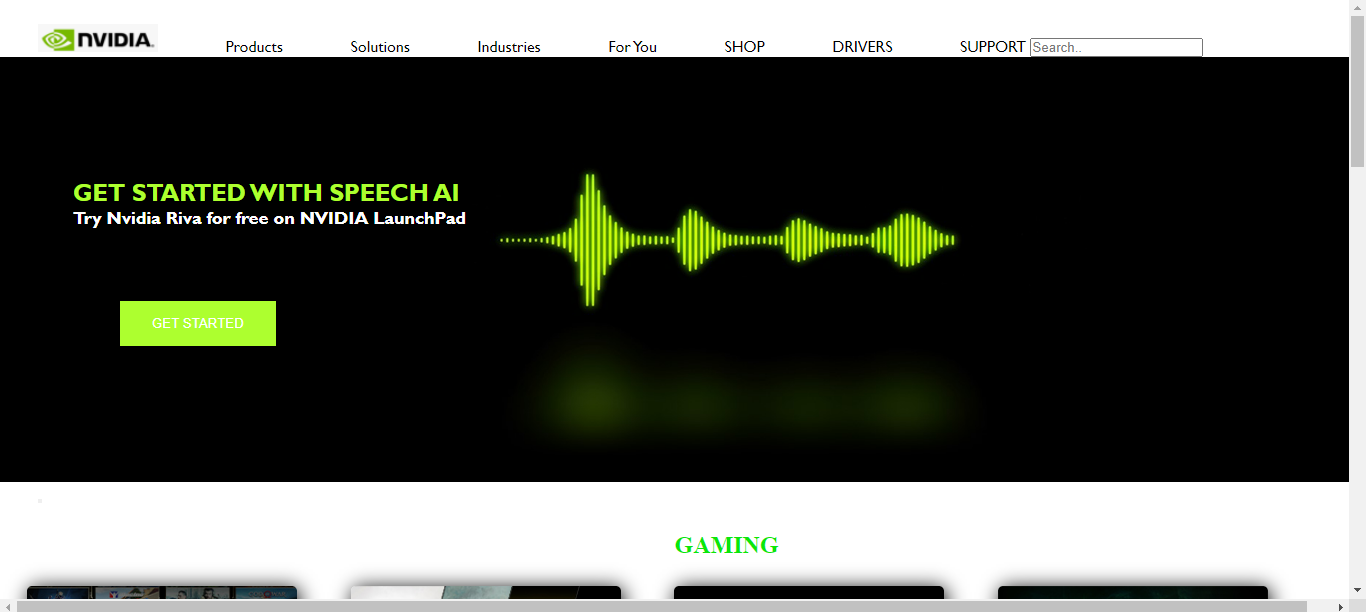 NVIDIA.
Products Solutions Industries For You SHOP DRIVERS SUPPORT Search..
GET STARTED WITH SPEECH AI
Try Nvidia Riva for free on NVIDIA LaunchPad
GET STARTED
GAMING